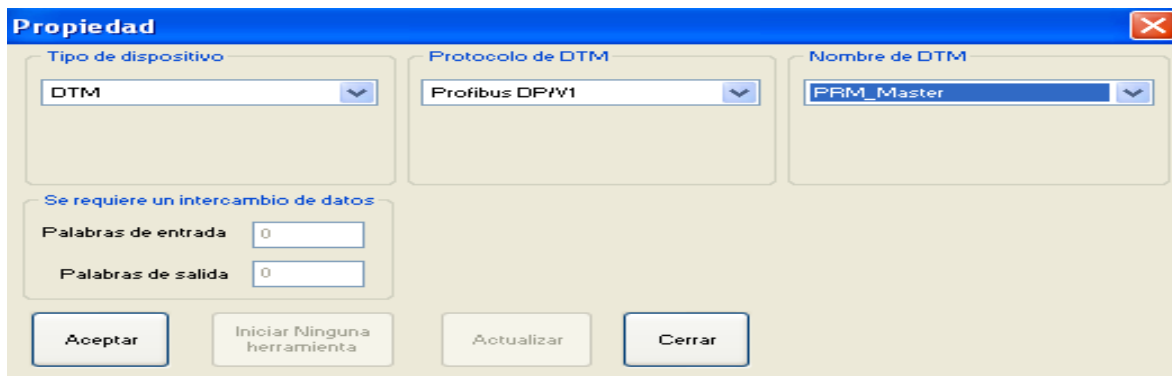 Propiedad
Tipo de dispositivo
DTM
Protocolo de DTM
Profibus DP/V1
Nombre de DTM
PRM_Master
Se requiere un intercambio de datos
Palabras de entrada 0
Palabras de salida 0
Aceptar
Iniciar Ninguna
herramienta
Actualizar
Cerrar